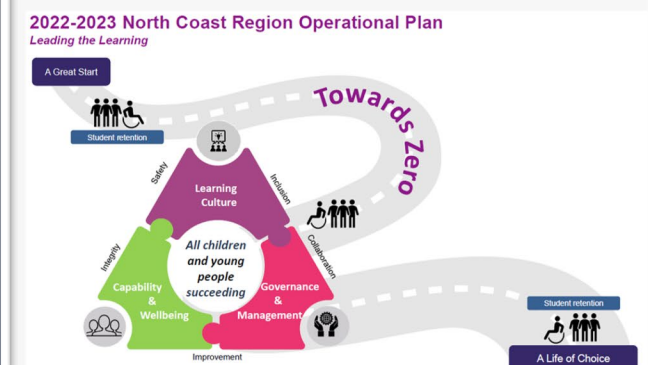 2022-2023 North Coast Region Operational Plan
Leading the Learning
A Great Start
Student retention
Towards Zero
Safety
Inclusion
Learning
Culture
Integrity
Collaboration
All children
and young
people
succeeding
Capability
&
Wellbeing
Governance
&
Management
Improvement
Student retention
A Life of Choice